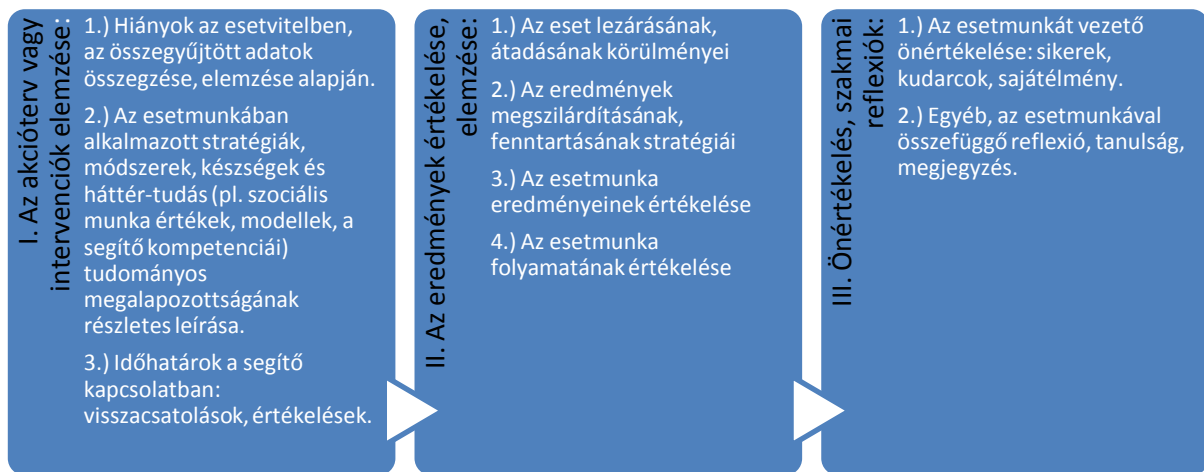 I. Az akcióterv vagy
intervenciók elemzése:
1.) Hiányok az esetvitelben,
az összegyűjtött adatok
összegzése, elemzése alapján.
2.) Az esetmunkában
alkalmazott stratégiák,
módszerek, készségek és
háttér-tudás (pl. szociális
munka értékek, modellek, a
segítő kompetenciái)
tudományos
megalapozottságának
részletes leírása.
3.) Időhatárok a segítő
kapcsolatban:
visszacsatolások, értékelések.
II. Az eredmények értékelése,
elemzése:
1.) Az eset lezárásának,
átadásának körülményei
2.) Az eredmények
megszilárdításának,
fenntartásának stratégiái
3.) Az esetmunka
eredményeinek értékelése
4.) Az esetmunka
folyamatának értékelése
III. Önértékelés, szakmai
reflexiók:
1.) Az esetmunkát vezető
önértékelése: sikerek,
kudarcok, sajátélmény.
2.) Egyéb, az esetmunkával
összefüggő reflexió, tanulság,
megjegyzés.